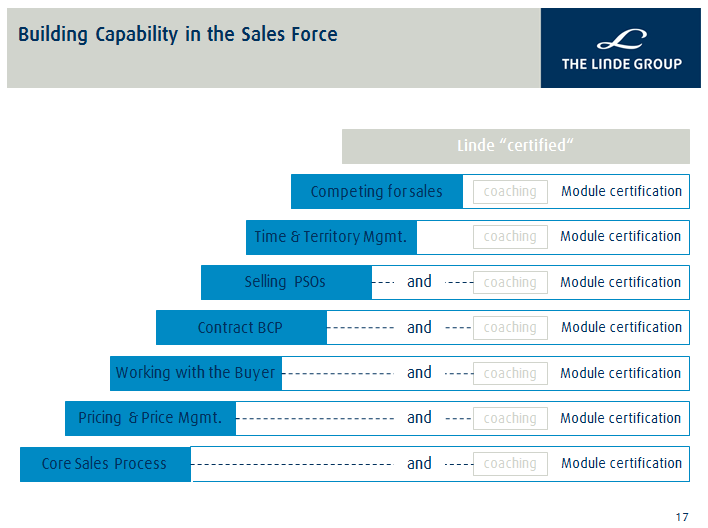 Building Capability in the Sales Force
THE LINDE GROUP
Linde “certified“
Competing for sales coaching Module certification
Time & Territory Mgmt. coaching Module certification
Selling PSOs and coaching Module certification
Contract BCP and coaching Module certification
Working with the Buyer and coaching Module certification
Pricing & Price Mgmt. and coaching Module certification
Core Sales Process and coaching Module certification
17